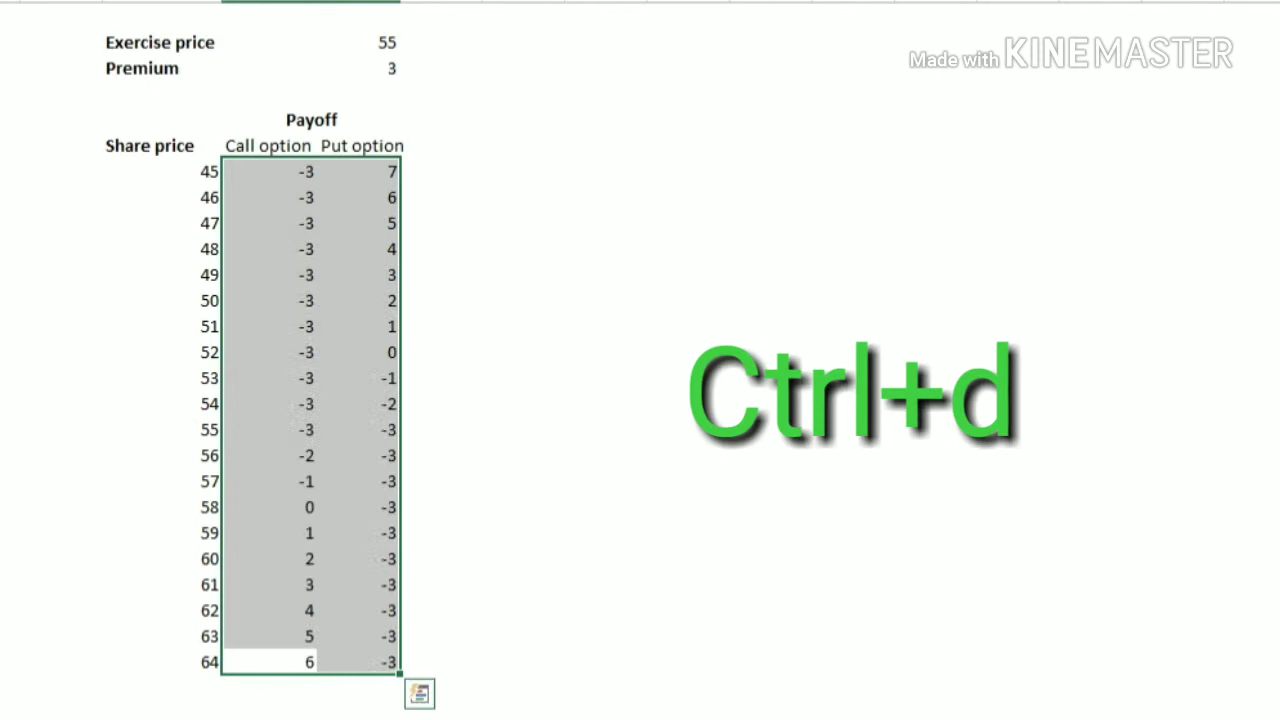 Exercise price 55
Premium 3
Made with KINEMASTER
Payoff
Share price Call option Put option
45 -3 7
46 -3 6
47 -3 5
48 -3 4
49 -3 3
50 -3 2
51 -3 1
52 -3 0
53 -3 -1
54 -3 -2
55 -3 -3
56 -2 -3
57 -1 -3
58 0 -3
59 1 -3
60 2 -3
61 3 -3
62 4 -3
63 5 -3
64 6 -3
Ctrl+d